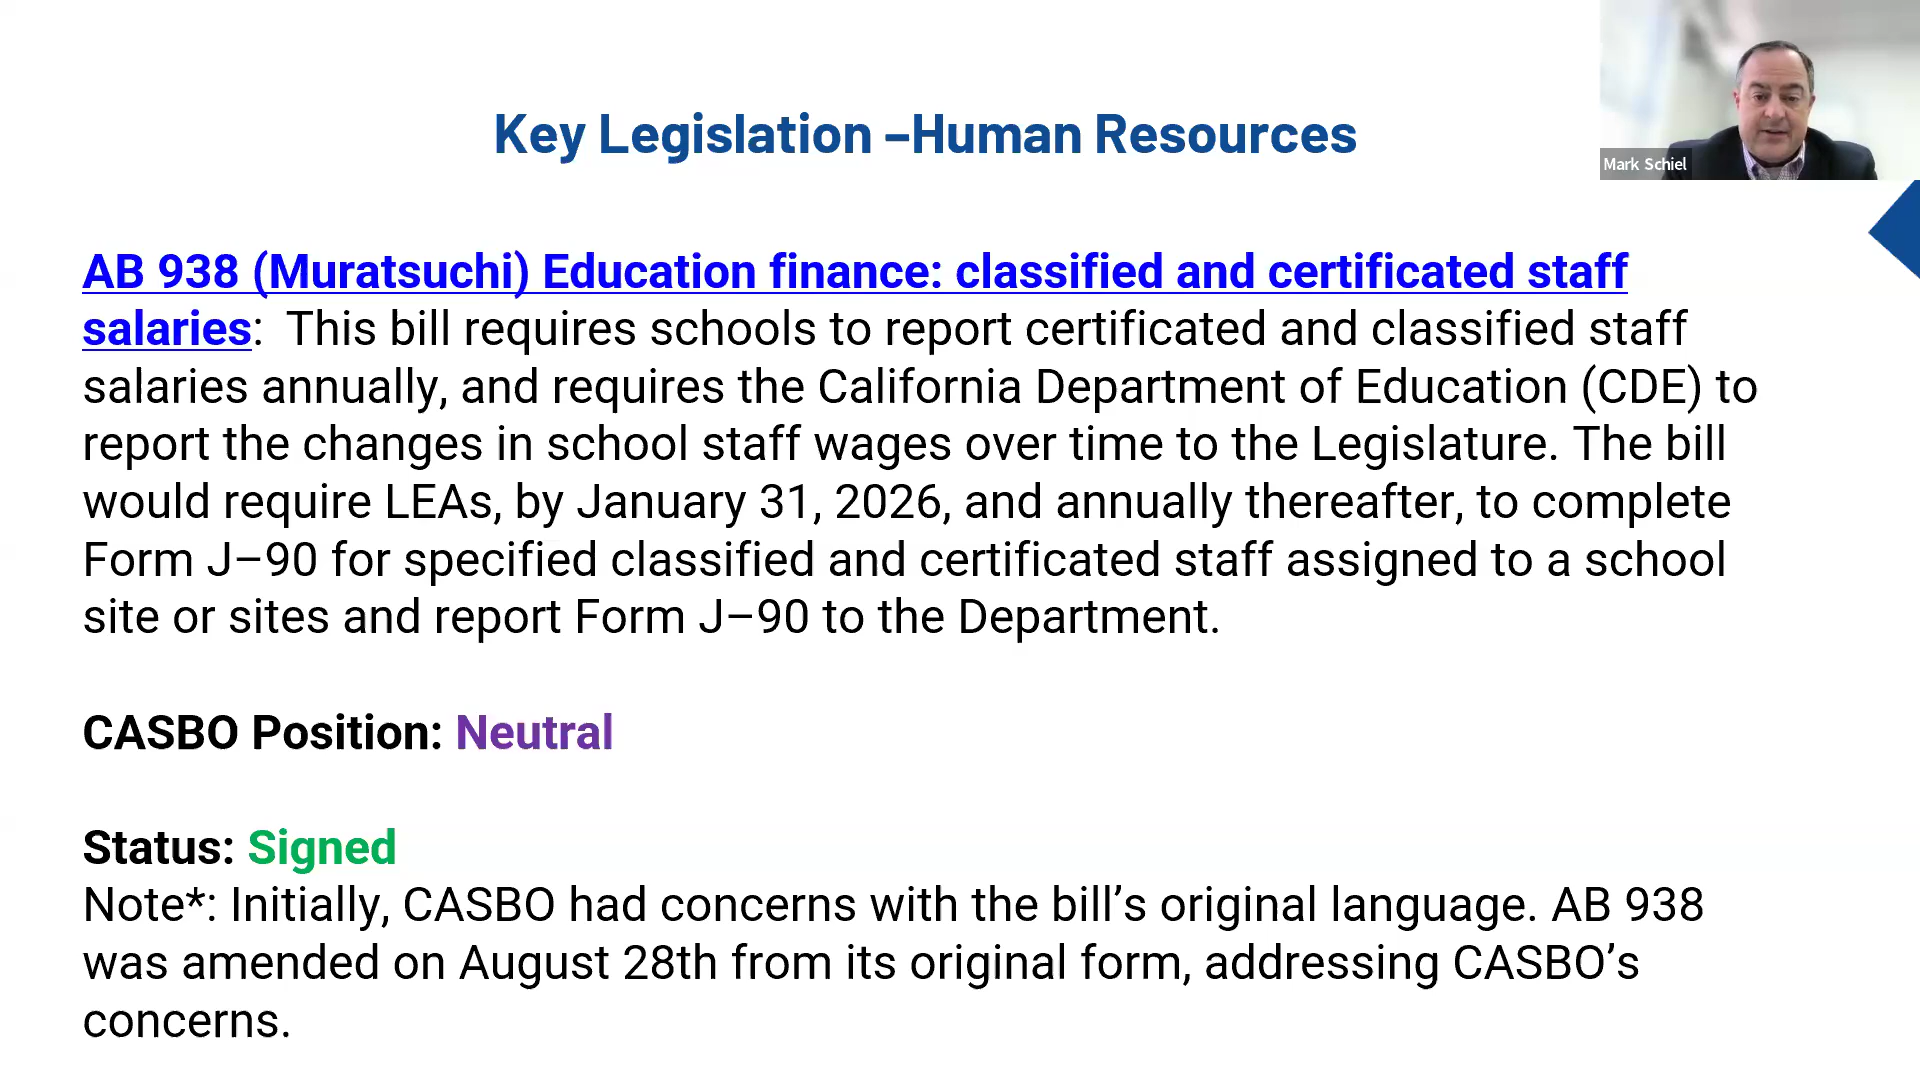 Mark Schiel
Key Legislation –Human Resources
AB 938 (Muratsuchi) Education finance: classified and certificated staff
salaries:  This bill requires schools to report certificated and classified staff
salaries annually, and requires the California Department of Education (CDE) to
report the changes in school staff wages over time to the Legislature. The bill
would require LEAs, by January 31, 2026, and annually thereafter, to complete
Form J–90 for specified classified and certificated staff assigned to a school
site or sites and report Form J–90 to the Department.
CASBO Position: Neutral
Status: Signed
Note*: Initially, CASBO had concerns with the bill’s original language. AB 938
was amended on August 28th from its original form, addressing CASBO’s
concerns.